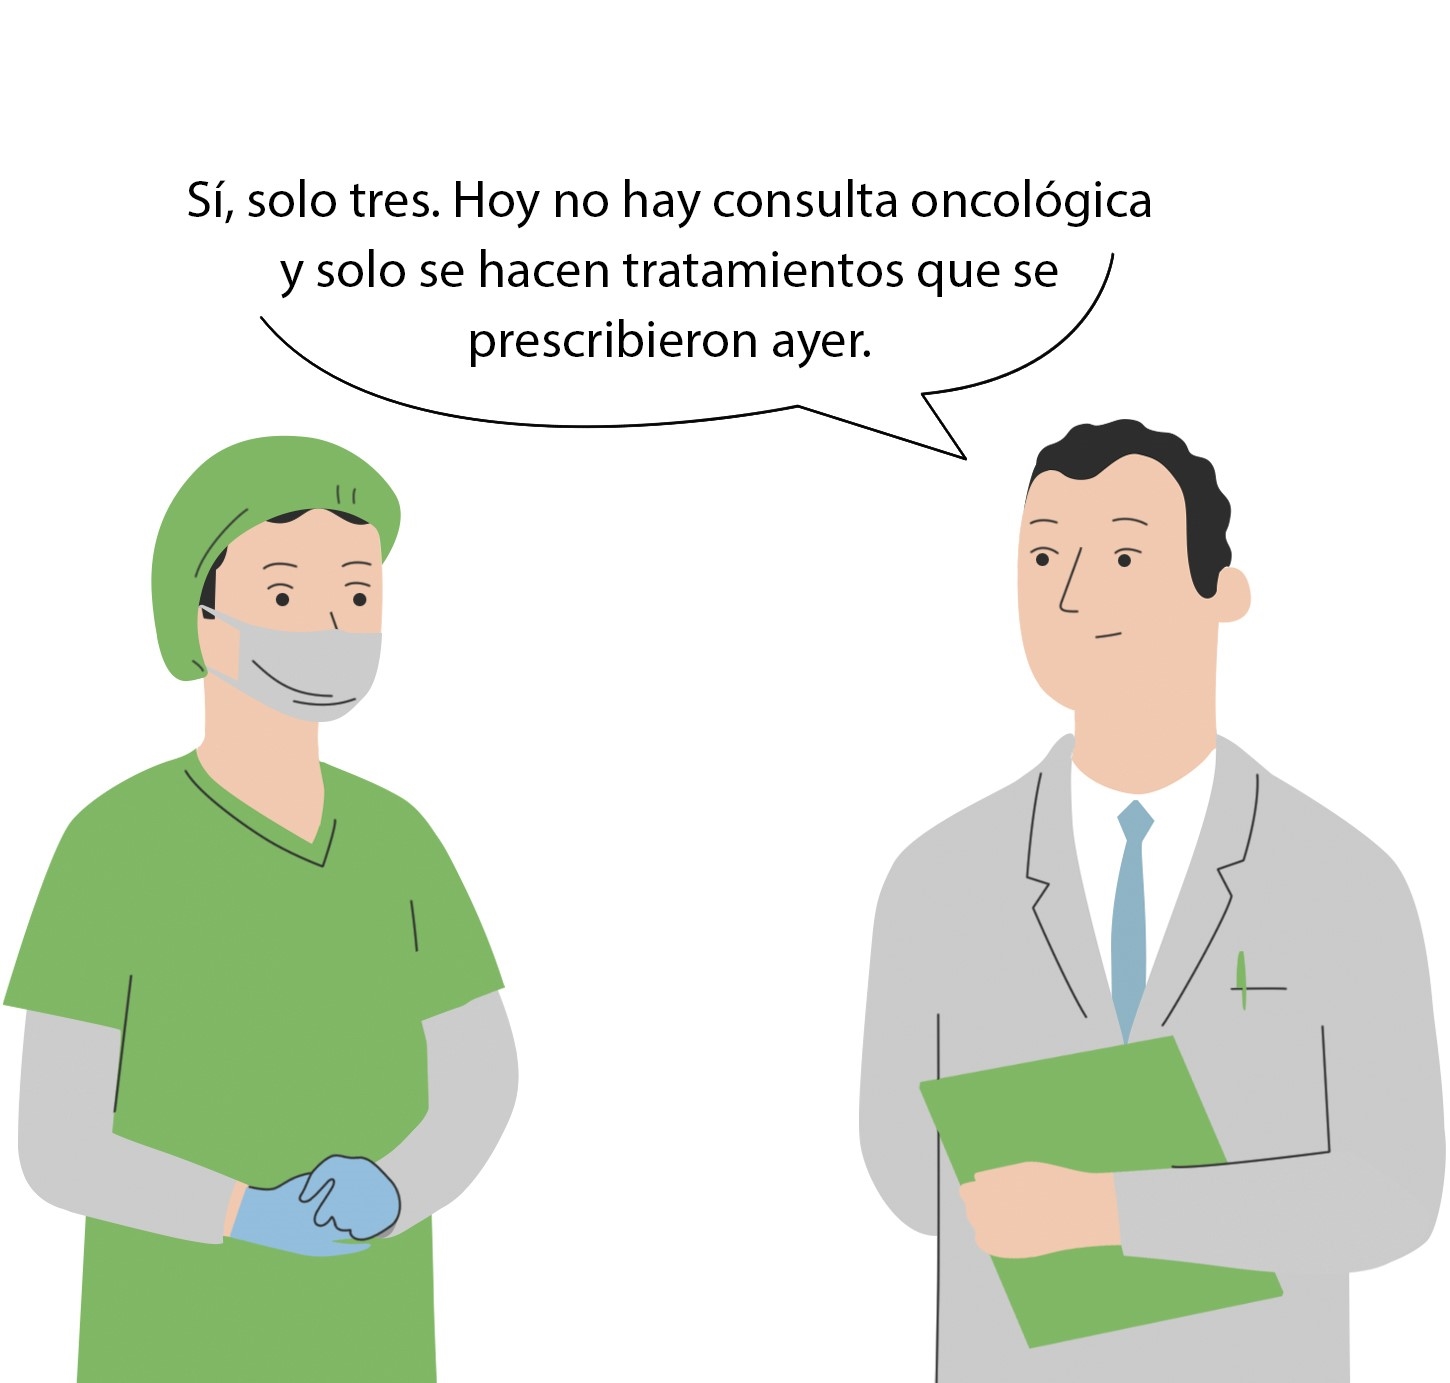 Sí, solo tres. Hoy no hay consulta oncológica
y solo se hacen tratamientos que se
prescribieron ayer.